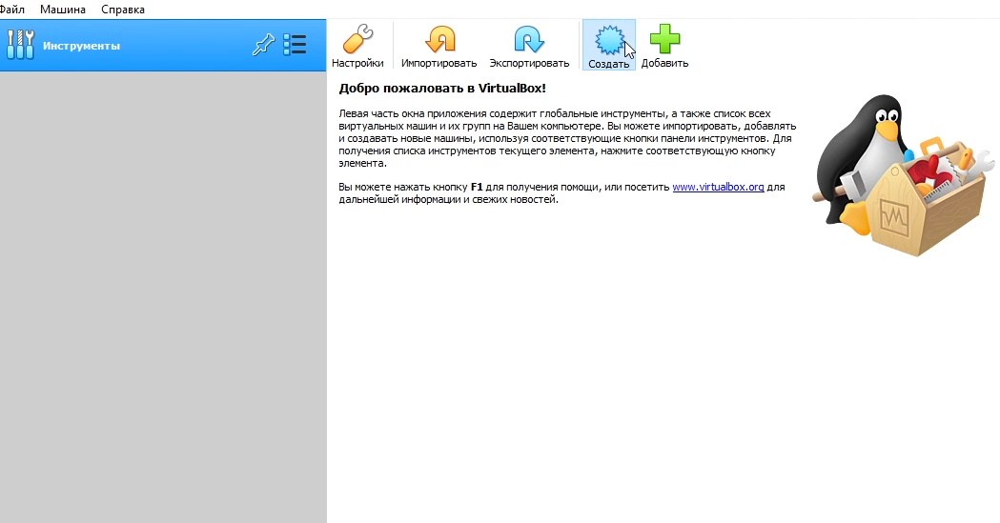 Файл Машина Справка
Инструменты
Настройки Импортировать Экспортировать Создать Добавить
Добро пожаловать в VirtualBox!
Левая часть окна приложения содержит глобальные инструменты, а также список всех
виртуальных машин и их групп на Вашем компьютере. Вы можете импортировать, добавлять
и создавать новые машины, используя соответствующие кнопки панели инструментов. Для
получения списка инструментов текущего элемента, нажмите соответствующую кнопку
элемента.
Вы можете нажать кнопку F1 для получения помощи, или посетить www.virtualbox.org для
дальнейшей информации и свежих новостей.